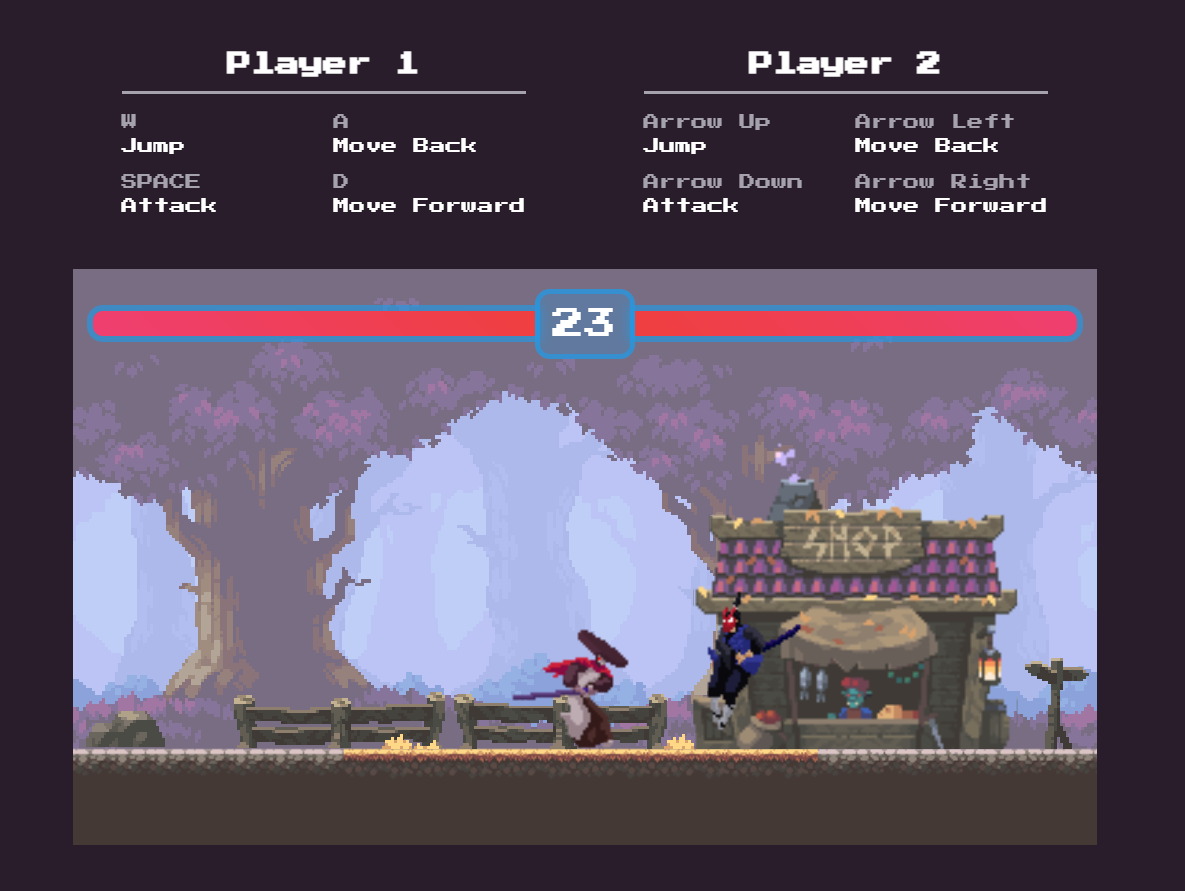 Player 1
W
Jump
A
Move Back
SPACE
Attack
D
Move Forward
Player 2
Arrow Up
Jump
Arrow Left
Move Back
Arrow Down
Attack
Arrow Right
Move Forward
23
SHOP